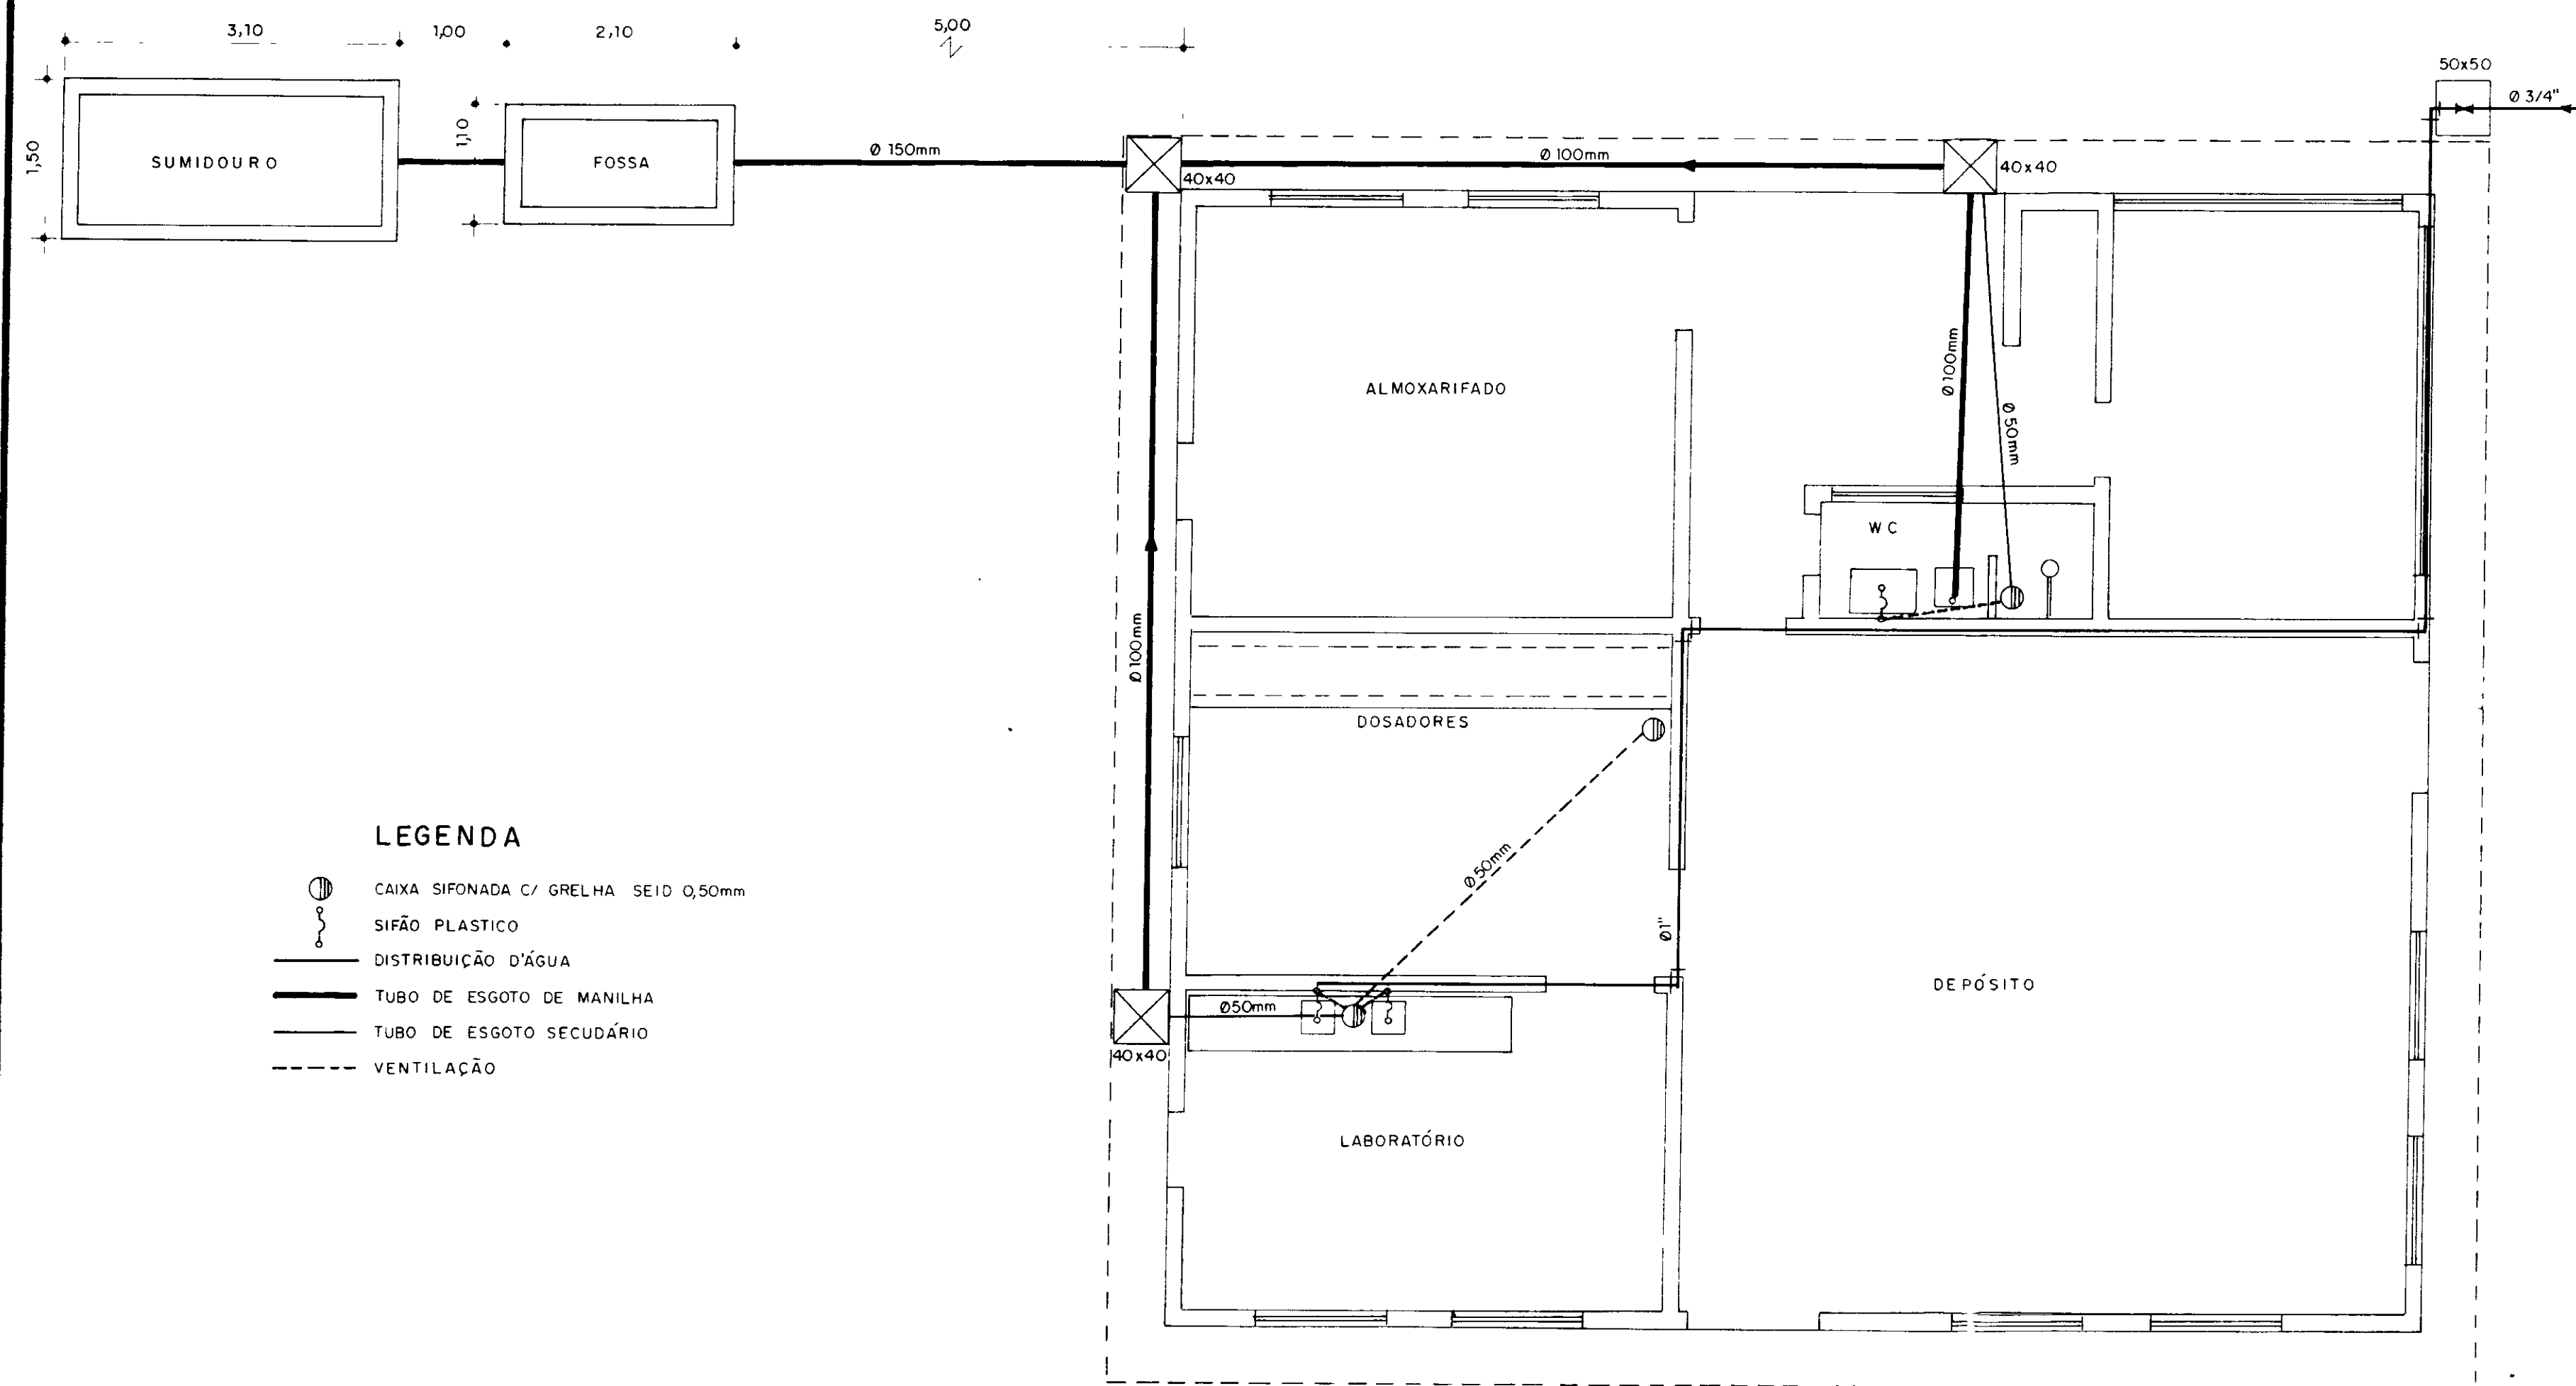 3,10
1,00
2,10
5,00
50x50
Ø 3/4"
1,50
SUMIDOURO
1,10
FOSSA
Ø 150mm
40x40
Ø 100mm
40x40
ALMOXARIFADO
Ø 100mm
Ø 50mm
WC
Ø 100mm
DOSADORES
Ø 50mm
Ø1"
DEPÓSITO
Ø50mm
40x40
LABORATÓRIO
LEGENDA
CAIXA SIFONADA C/ GRELHA SEID 0,50mm
SIFÃO PLASTICO
DISTRIBUIÇÃO D'ÁGUA
TUBO DE ESGOTO DE MANILHA
TUBO DE ESGOTO SECUDÁRIO
VENTILAÇÃO